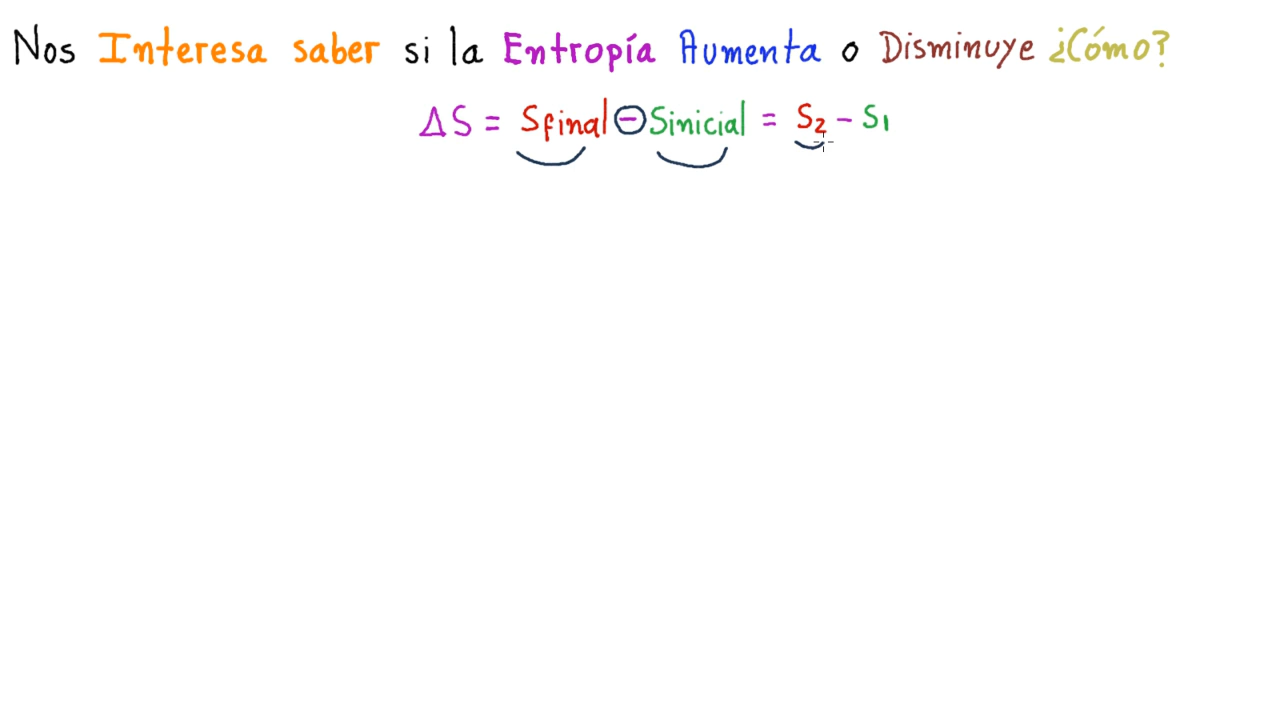 Nos Interesa saber si la Entropía Aumenta o Disminuye ¿Cómo?
ΔS = Sfinal - Sinicial = S2 - S1